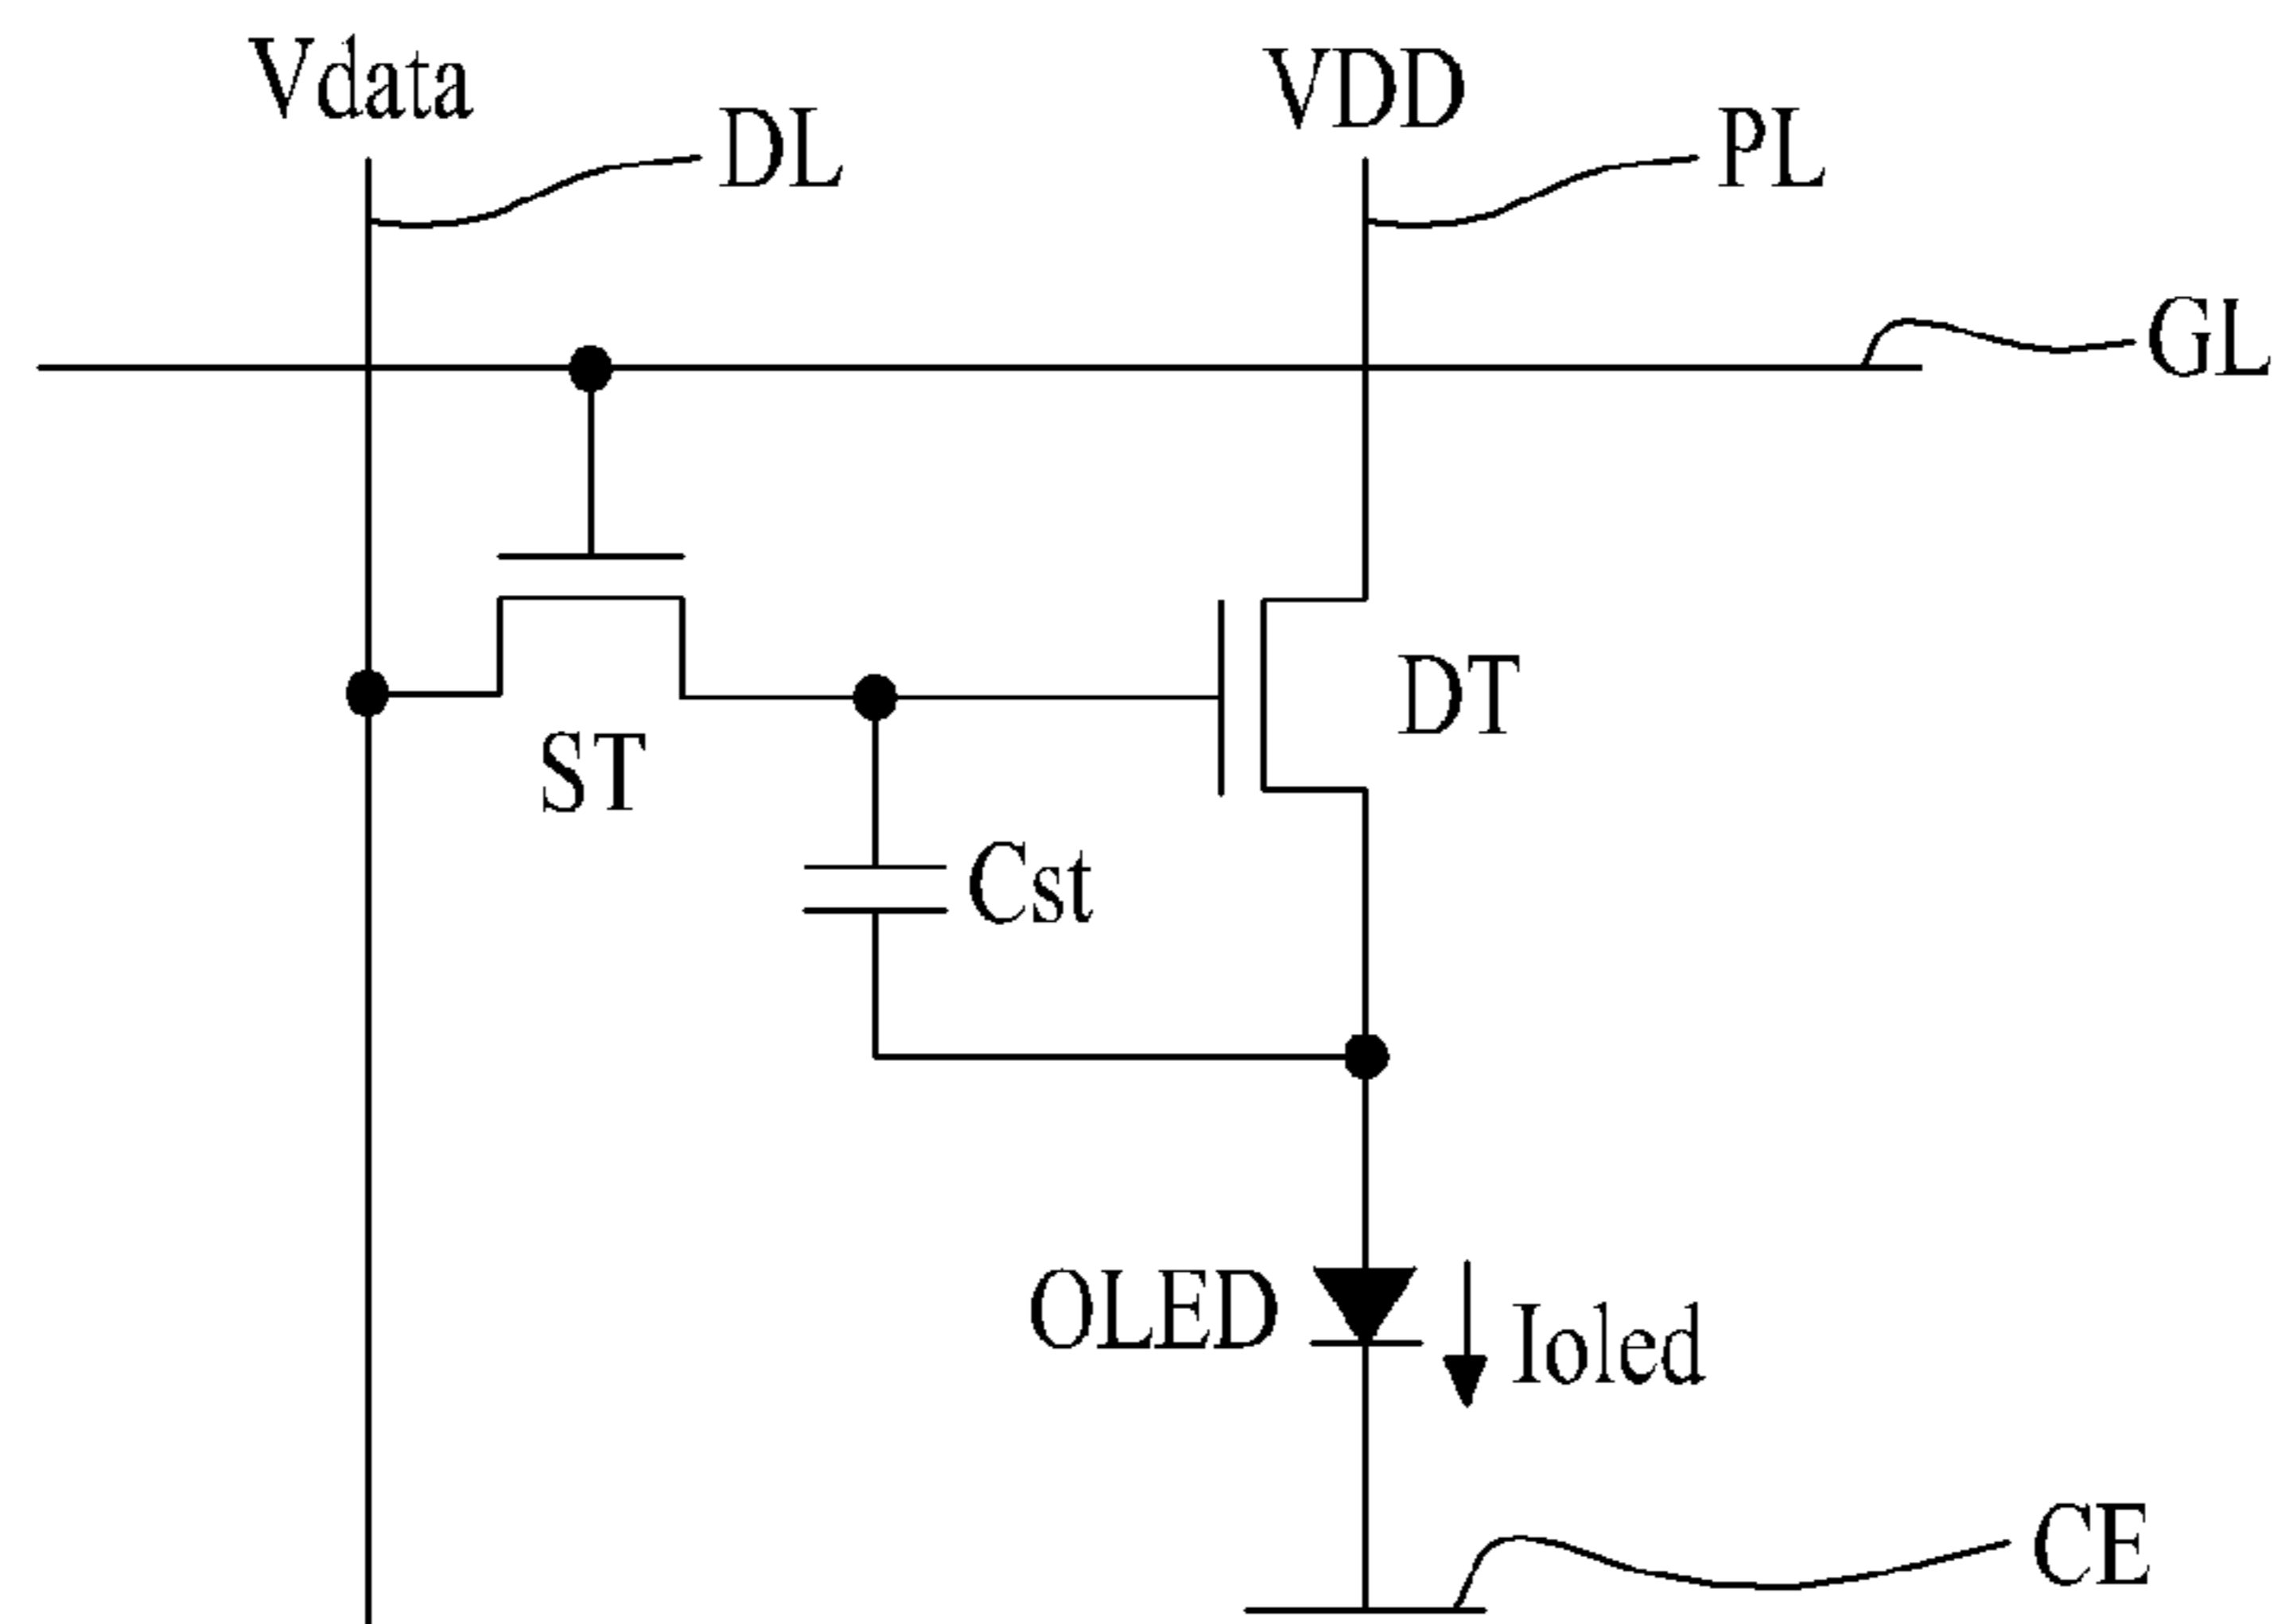 Vdata
DL
VDD
PL
GL
DT
ST
Cst
OLED
Ioled
CE